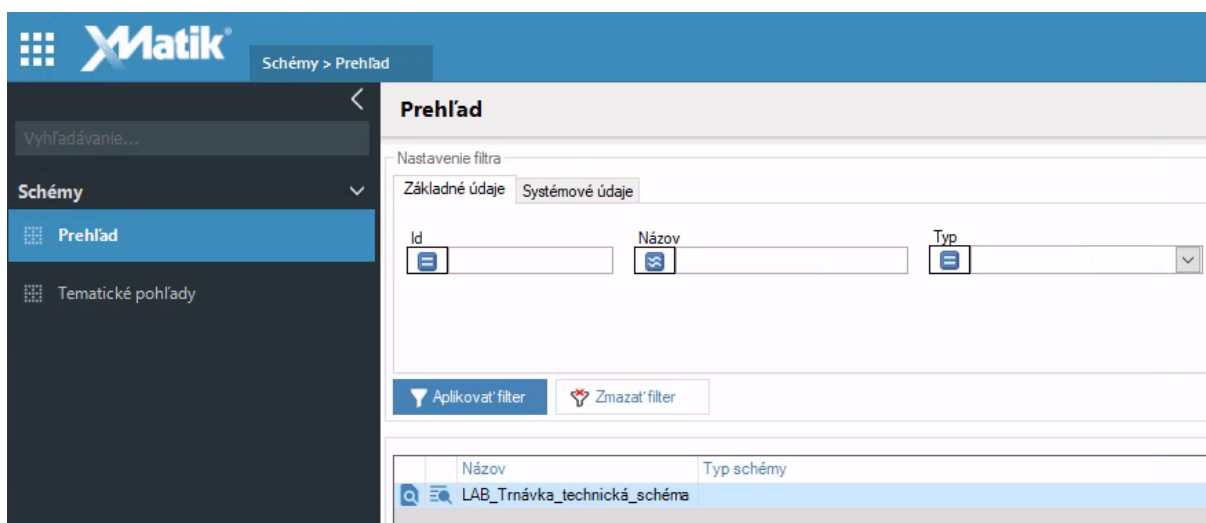 XMatik®
Schémy > Prehľad
Vyhľadávanie...
Schémy
Prehľad
Tematické pohľady
Prehľad
Nastavenie filtra
Základné údaje Systémové údaje
Id Názov Typ
Aplikovať filter Zmazať filter
Názov Typ schémy
LAB_Trnávka_technická_schéma